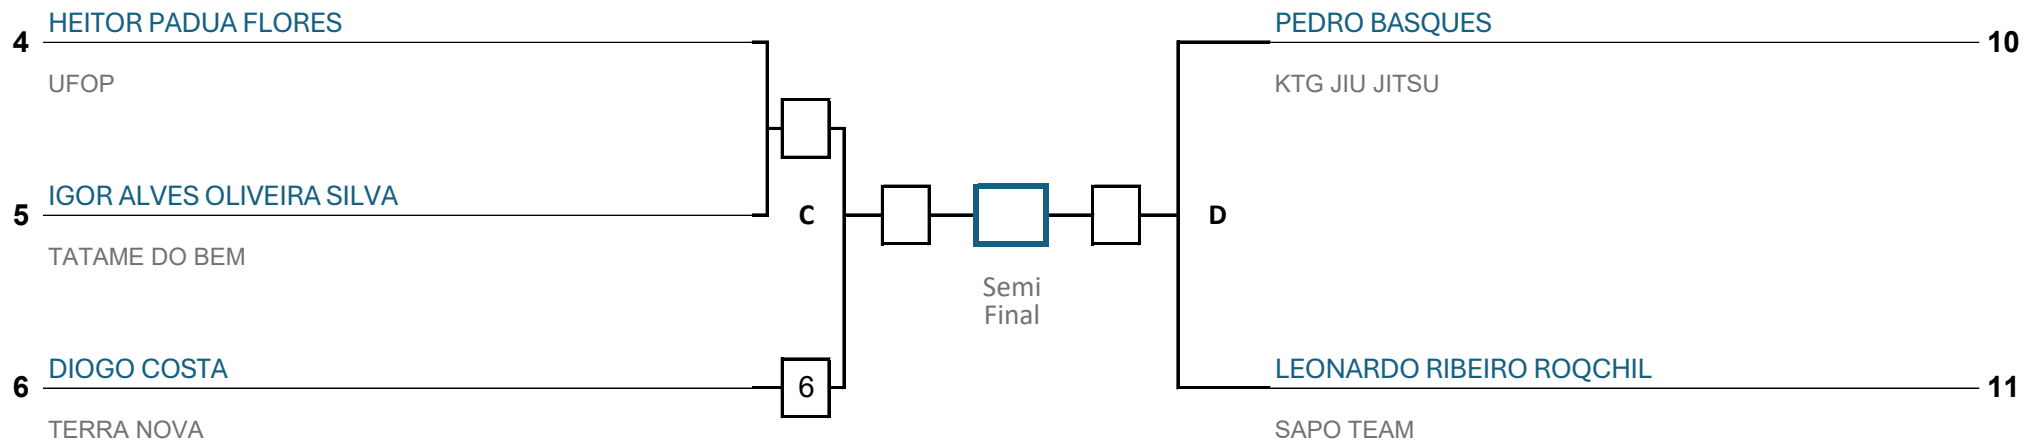 HEITOR PADUA FLORES
4
UFOP
IGOR ALVES OLIVEIRA SILVA
5
TATAME DO BEM
DIOGO COSTA
6
6
TERRA NOVA
C
Semi
Final
D
PEDRO BASQUES
10
KTG JIU JITSU
LEONARDO RIBEIRO ROQCHIL
11
SAPO TEAM